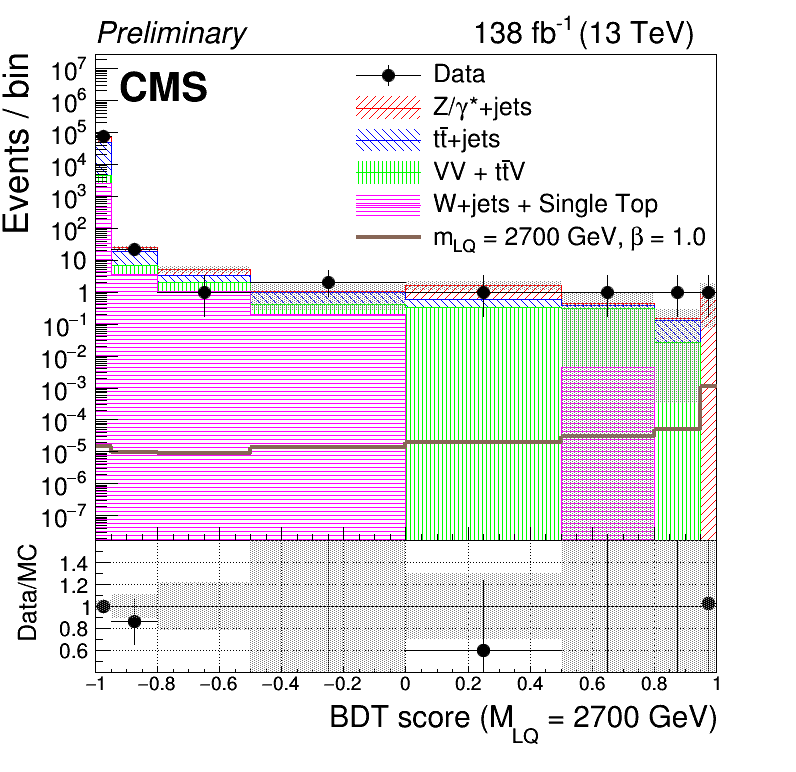 Preliminary 138 fb⁻¹ (13 TeV)
CMS
Events / bin
10⁷
10⁶
10⁵
10⁴
10³
10²
10
1
10⁻¹
10⁻²
10⁻³
10⁻⁴
10⁻⁵
10⁻⁶
10⁻⁷
Data
Z/γ*+jets
tt̄+jets
VV + tt̄V
W+jets + Single Top
m_LQ = 2700 GeV, β = 1.0
Data/MC
1.4
1.2
1
0.8
0.6
−1 −0.8 −0.6 −0.4 −0.2 0 0.2 0.4 0.6 0.8 1
BDT score (M_LQ = 2700 GeV)